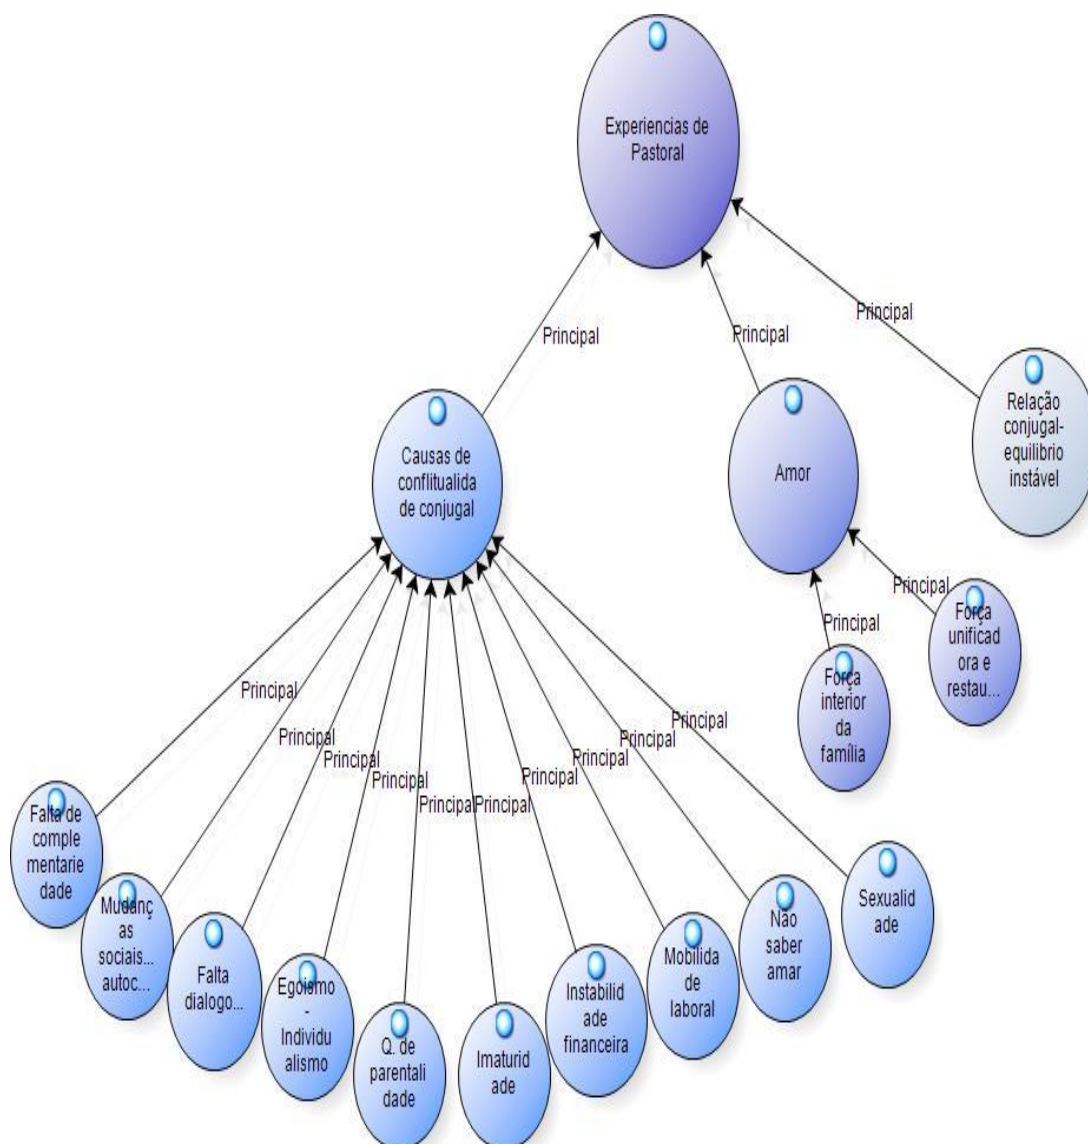 Experiencias de
Pastoral
Principal
Principal
Principal
Causas de
conflitualida
de conjugal
Amor
Relação
conjugal-
equilibrio
instável
Principal
Principal
Força
interior
da
família
Força
unificad
ora e
restau...
Principal
Principal
Principal
Principal
Principal
Principal
Principal
Principal
Principal
Principal
Falta de
comple
mentarie
dade
Mudanç
as
sociais...
autoc...
Falta
dialogo...
Egoismo
-
Individu
alismo
Q. de
parentali
dade
Imaturid
ade
Instabilid
ade
financeira
Mobilida
de
laboral
Não
saber
amar
Sexualid
ade